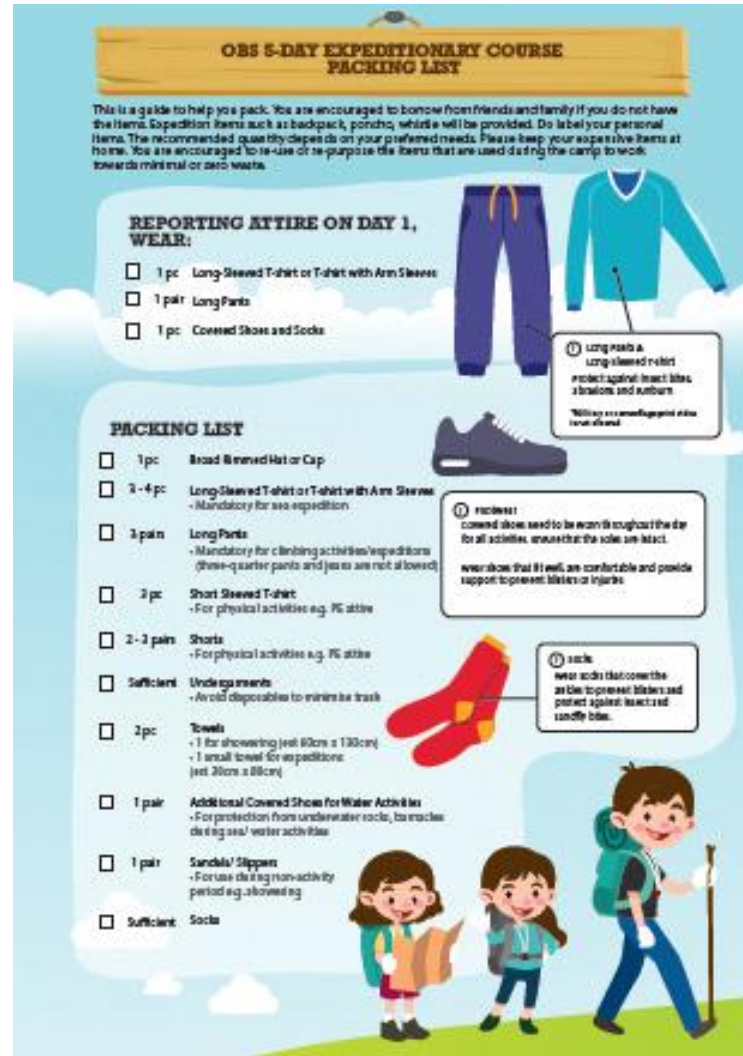 OBS 5-DAY EXPEDITIONARY COURSE
PACKING LIST
This is a guide to help you pack. You are encouraged to borrow from friends and family if you do not have
the items. Expedition items such as backpack, poncho, whistle will be provided. Do label your personal
items. The recommended quantity depends on your preferred needs. Please keep your expensive items at
home. You are encouraged to re-use or re-purpose the items that are used during the camp to work
towards minimal or zero waste.
REPORTING ATTIRE ON DAY 1,
WEAR:
1 pc Long-Sleeved T-shirt or T-shirt with Arm Sleeves
1 pair Long Pants
1 pc Covered Shoes and Socks
Long Pants &
Long-sleeved T-shirt
Protect against insect bites,
abrasions and sunburn
PACKING LIST
1 pc Broad Rimmed Hat or Cap
3 - 4 pc Long-Sleeved T-shirt or T-shirt with Arm Sleeves
- Mandatory for sea expedition
3 pairs Long Pants
- Mandatory for climbing activities/expeditions
(three-quarter pants and jeans are not allowed)
3 pc Short Sleeved T-shirt
- For physical activities e.g. PE attire
2 - 3 pairs Shorts
- For physical activities e.g. PE attire
Sufficient Undergarments
- Avoid disposables to minimise trash
2 pc Towels
- 1 for showering (est 60cm x 130cm)
- 1 small towel for expeditions
(est 30cm x 80cm)
1 pair Additional Covered Shoes for Water Activities
- For protection from underwater rocks, barnacles
during sea/ water activities
1 pair Sandals/ Slippers
- For use during non-activity
period e.g. showering
Sufficient Socks
Footwear
Covered shoes need to be worn throughout the day
for all activities. Ensure that the soles are intact.
Wear shoes that fit well, are comfortable and provide
support to prevent blisters or injuries
Socks
Wear socks that cover the
ankles to prevent blisters and
protect against insect and
sandfly bites.